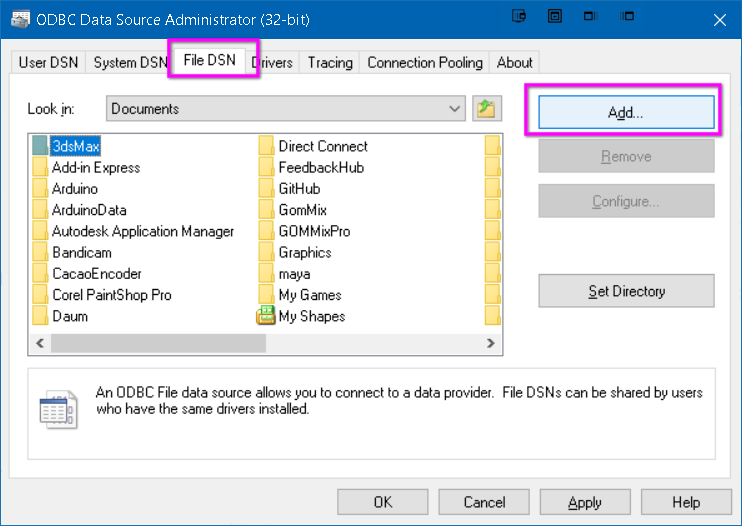 ODBC Data Source Administrator (32-bit)
User DSN
System DSN
File DSN
Drivers
Tracing
Connection Pooling
About
Look in:
Documents
3dsMax
Add-in Express
Arduino
ArduinoData
Autodesk Application Manager
Bandicam
CacaoEncoder
Corel PaintShop Pro
Daum
Direct Connect
FeedbackHub
GitHub
GomMix
GOMMixPro
Graphics
maya
My Games
My Shapes
Add...
Remove
Configure...
Set Directory
An ODBC File data source allows you to connect to a data provider. File DSNs can be shared by users
who have the same drivers installed.
OK
Cancel
Apply
Help